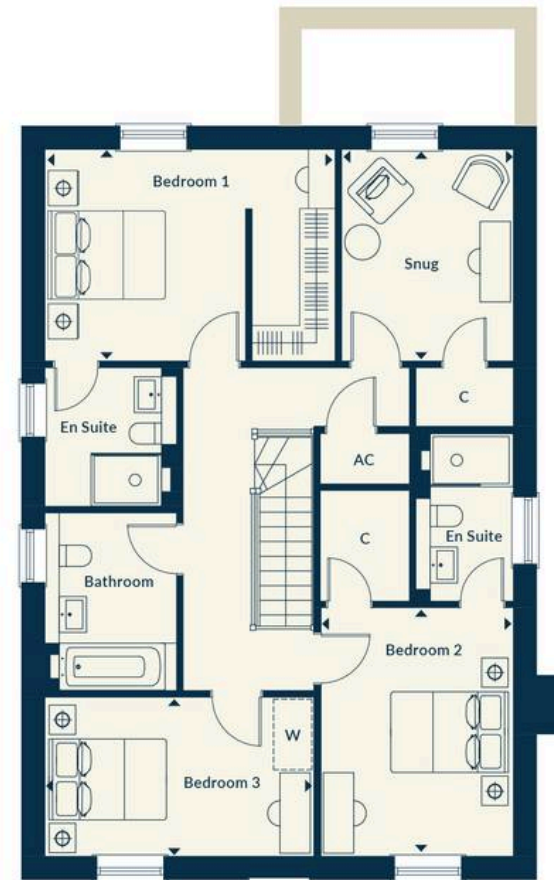 Bedroom 1
Snug
C
En Suite
AC
C
En Suite
Bathroom
Bedroom 2
W
Bedroom 3